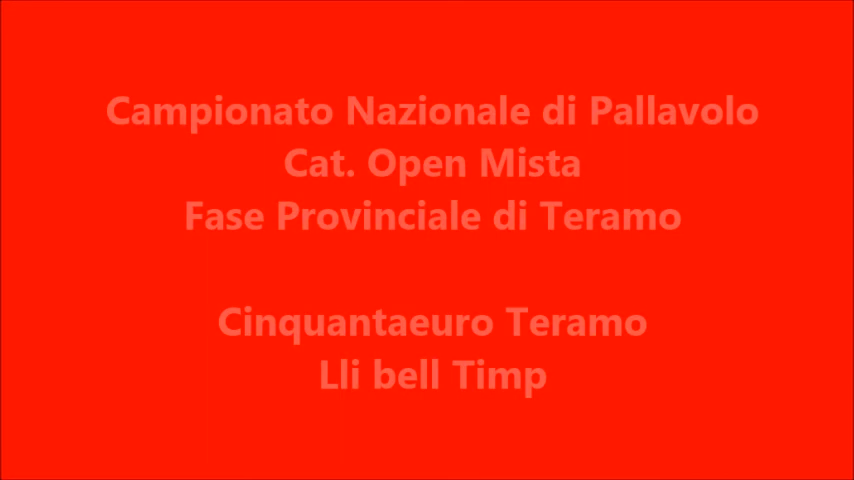 Campionato Nazionale di Pallavolo
Cat. Open Mista
Fase Provinciale di Teramo
Cinquantaeuro Teramo
Lli bell Timp